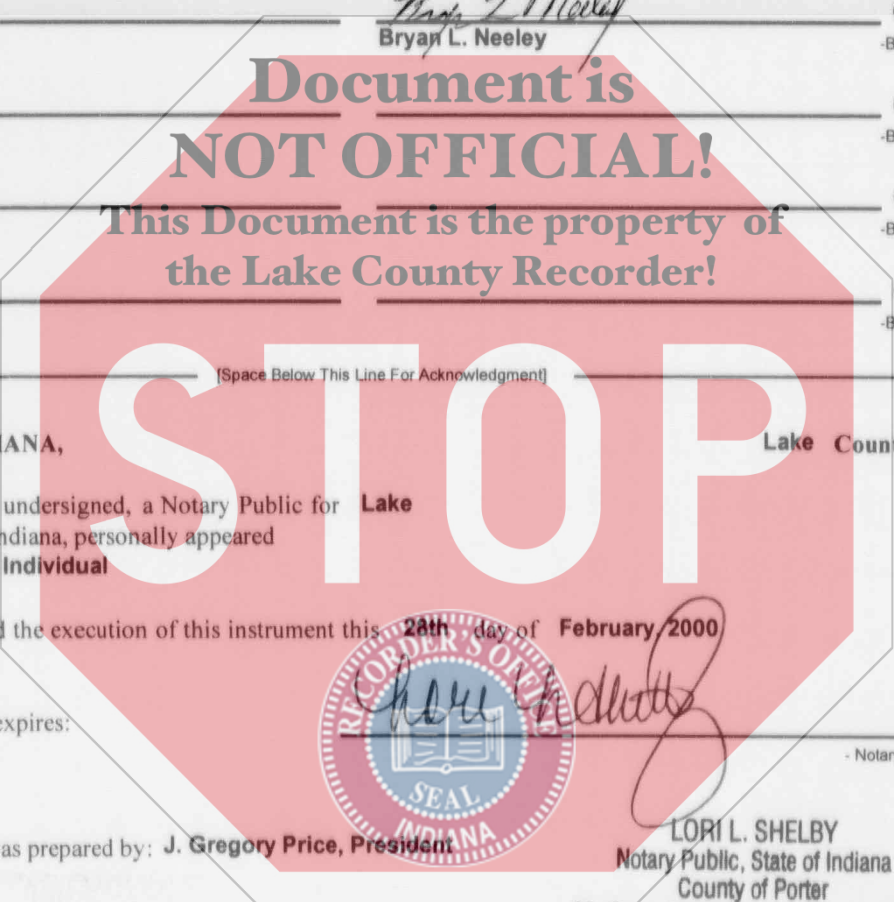 Bryan L. Neeley
Document is
NOT OFFICIAL!
This Document is the property of
the Lake County Recorder!
[Space Below This Line For Acknowledgment]
IANA,
Lake Coun
undersigned, a Notary Public for Lake
ndiana, personally appeared
Individual
d the execution of this instrument this 28th day of February, 2000
STOP
RECORDER'S OFFICE
SEAL
INDIANA
expires:
- Notar
as prepared by: J. Gregory Price, President
LORI L. SHELBY
Notary Public, State of Indiana
County of Porter